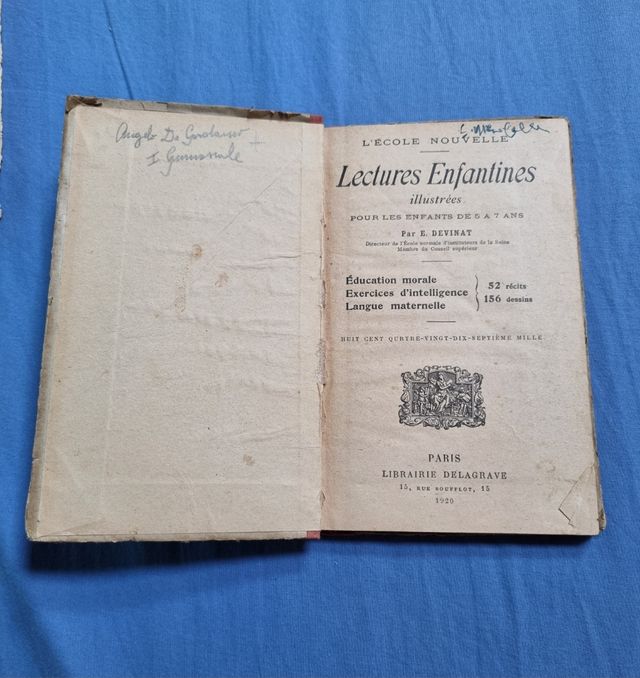 Angelo De
L'ÉCOLE NOUVELLE
Lectures Enfantines
illustrées
POUR LES ENFANTS DE 5 A 7 ANS
Par E. DEVINAT
Directeur de l'École normale d'instituteurs de la Seine
Membre du Conseil supérieur
Éducation morale
Exercices d'intelligence
Langue maternelle
52 récits
156 dessins
HUIT CENT QUATRE-VINGT-DIX-SEPTIÈME MILLE
PARIS
LIBRAIRIE DELAGRAVE
15, RUE SOUFFLOT, 15
1920